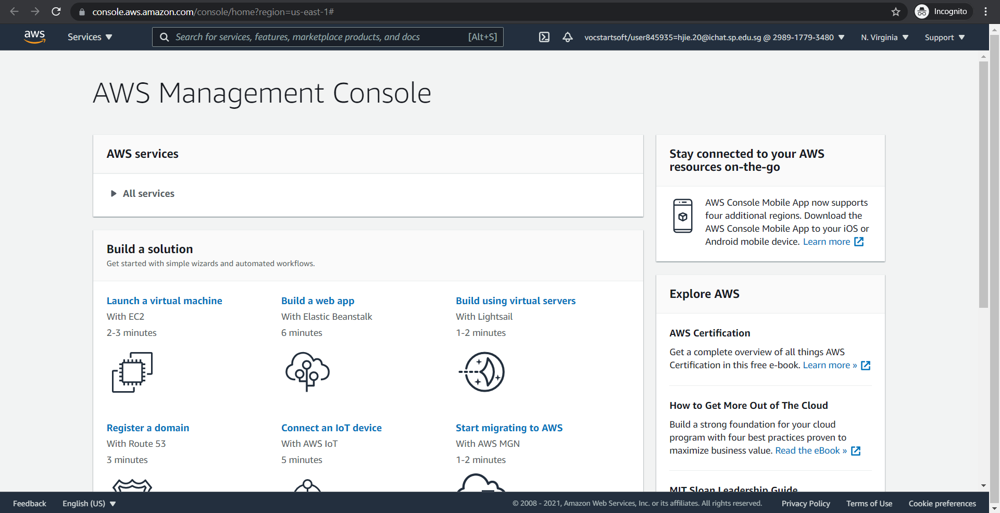 console.aws.amazon.com/console/home?region=us-east-1#
Incognito
aws
Services
Search for services, features, marketplace products, and docs
[Alt+S]
vocstartsoft/user845935=hjie.20@ichat.sp.edu.sg @ 2989-1779-3480
N. Virginia
Support
AWS Management Console
AWS services
All services
Build a solution
Get started with simple wizards and automated workflows.
Launch a virtual machine
With EC2
2-3 minutes
Build a web app
With Elastic Beanstalk
6 minutes
Build using virtual servers
With Lightsail
1-2 minutes
Register a domain
With Route 53
3 minutes
Connect an IoT device
With AWS IoT
5 minutes
Start migrating to AWS
With AWS MGN
1-2 minutes
Stay connected to your AWS
resources on-the-go
AWS Console Mobile App now supports
four additional regions. Download the
AWS Console Mobile App to your iOS or
Android mobile device. Learn more
Explore AWS
AWS Certification
Get a complete overview of all things AWS
Certification in this free e-book. Learn more »
How to Get More Out of The Cloud
Build a strong foundation for your cloud
program with four best practices proven to
maximize business value. Read the eBook »
MIT Sloan Leadership Guide
Feedback
English (US)
© 2008 - 2021, Amazon Web Services, Inc. or its affiliates. All rights reserved.
Privacy Policy
Terms of Use
Cookie preferences